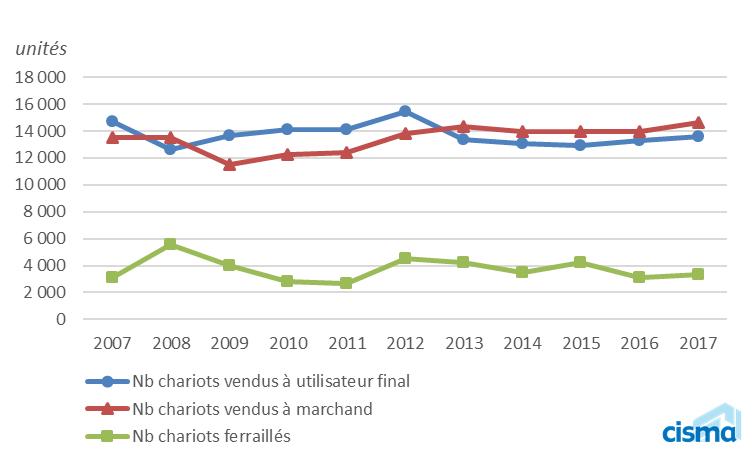 unités
18 000
16 000
14 000
12 000
10 000
8 000
6 000
4 000
2 000
0
2007 2008 2009 2010 2011 2012 2013 2014 2015 2016 2017
Nb chariots vendus à utilisateur final
Nb chariots vendus à marchand
Nb chariots ferraillés
cisma